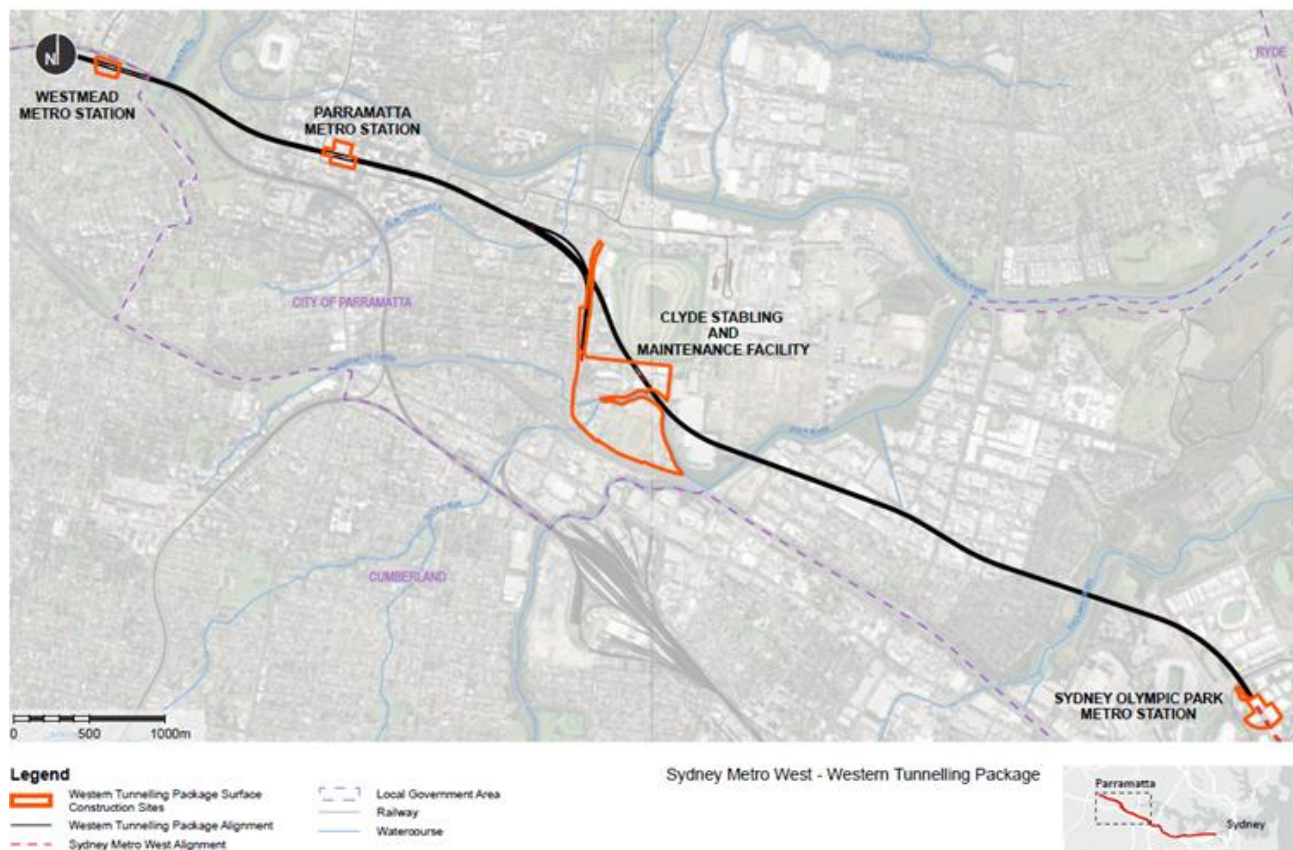 N
WESTMEAD
METRO STATION
PARRAMATTA
METRO STATION
RYDE
CITY OF PARRAMATTA
CLYDE STABLING
AND
MAINTENANCE FACILITY
CUMBERLAND
SYDNEY OLYMPIC PARK
METRO STATION
0 500 1000m
Legend
Western Tunnelling Package Surface
Construction Sites
Western Tunnelling Package Alignment
Sydney Metro West Alignment
Local Government Area
Railway
Watercourse
Sydney Metro West - Western Tunnelling Package
Parramatta
Sydney